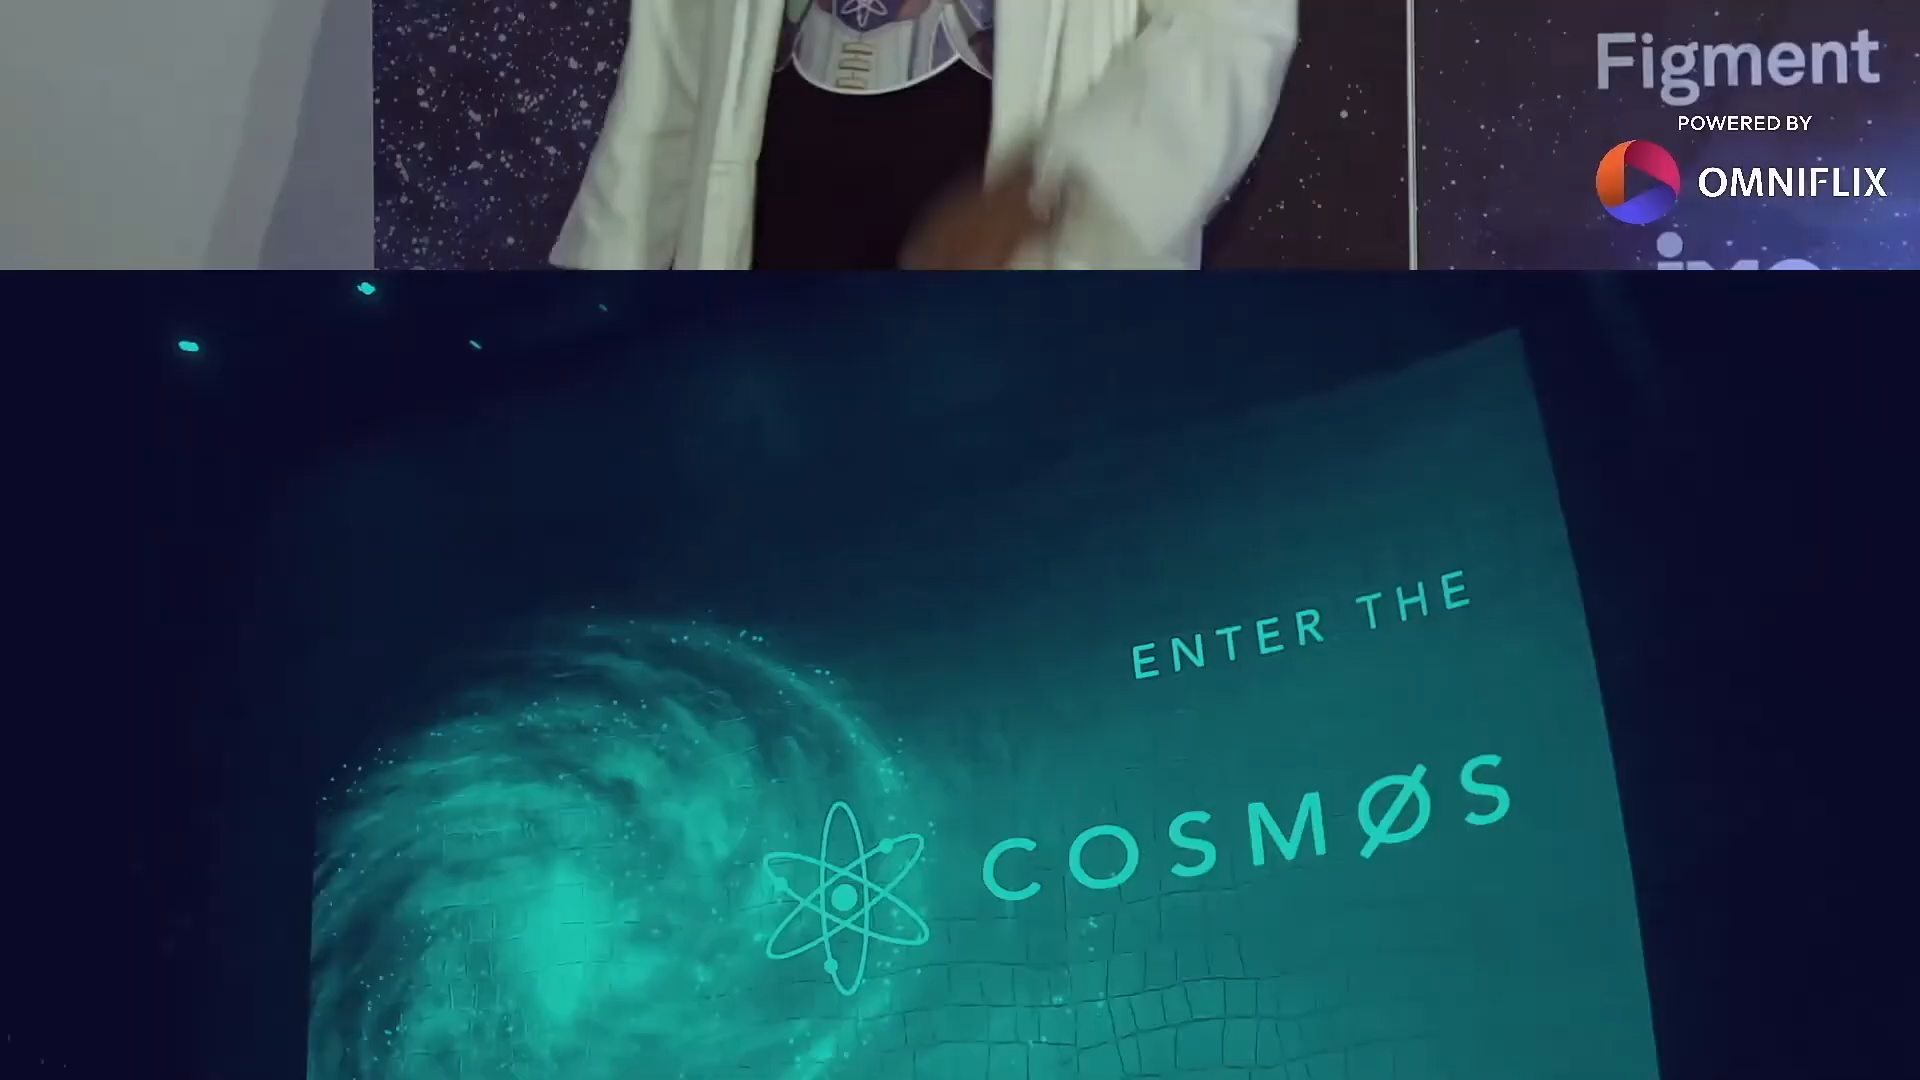 Figment
POWERED BY
OMNIFLIX
ENTER THE
COSMØS